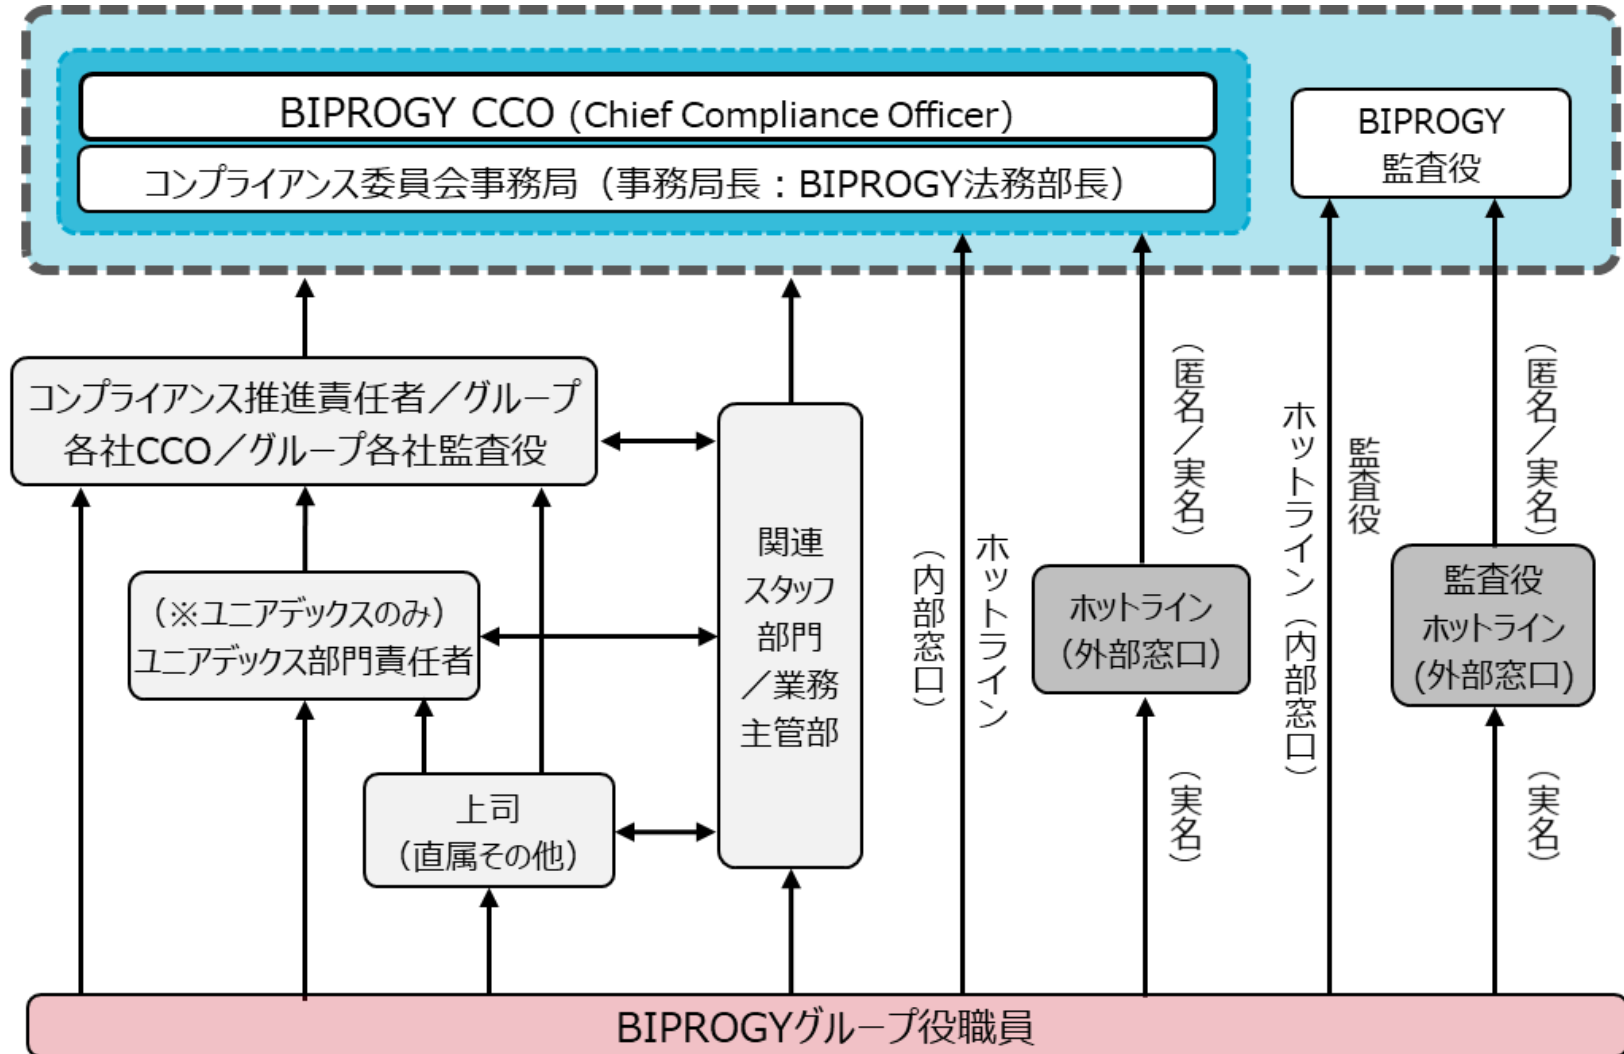 BIPROGY CCO (Chief Compliance Officer)
コンプライアンス委員会事務局（事務局長：BIPROGY法務部長）
BIPROGY
監査役
コンプライアンス推進責任者／グループ
各社CCO／グループ各社監査役
（※ユニアデックスのみ）
ユニアデックス部門責任者
上司
（直属その他）
関連
スタッフ
部門
／業務
主管部
ホットライン
（内部窓口）
（匿名／実名）
ホットライン
（外部窓口）
（実名）
監査役
ホットライン（内部窓口）
（匿名／実名）
監査役
ホットライン
（外部窓口）
（実名）
BIPROGYグループ役職員